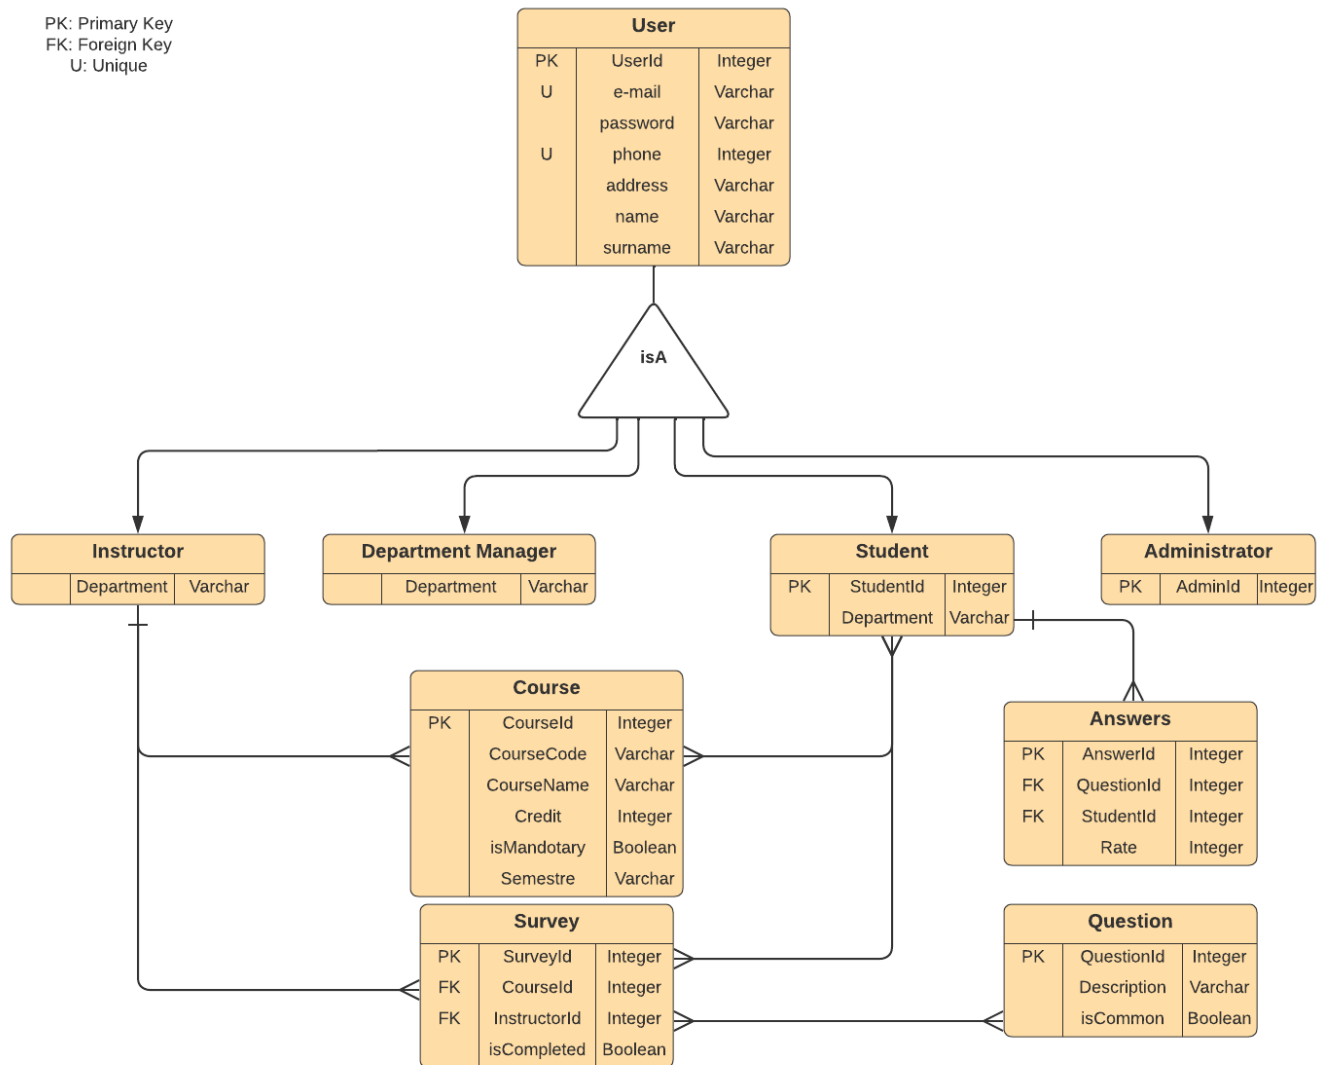 PK: Primary Key
FK: Foreign Key
U: Unique
User
PK UserId Integer
U e-mail Varchar
password Varchar
U phone Integer
address Varchar
name Varchar
surname Varchar
isA
Instructor
Department Varchar
Department Manager
Department Varchar
Student
PK StudentId Integer
Department Varchar
Administrator
PK AdminId Integer
Course
PK CourseId Integer
CourseCode Varchar
CourseName Varchar
Credit Integer
isMandotary Boolean
Semestre Varchar
Answers
PK AnswerId Integer
FK QuestionId Integer
FK StudentId Integer
Rate Integer
Survey
PK SurveyId Integer
FK CourseId Integer
FK InstructorId Integer
isCompleted Boolean
Question
PK QuestionId Integer
Description Varchar
isCommon Boolean